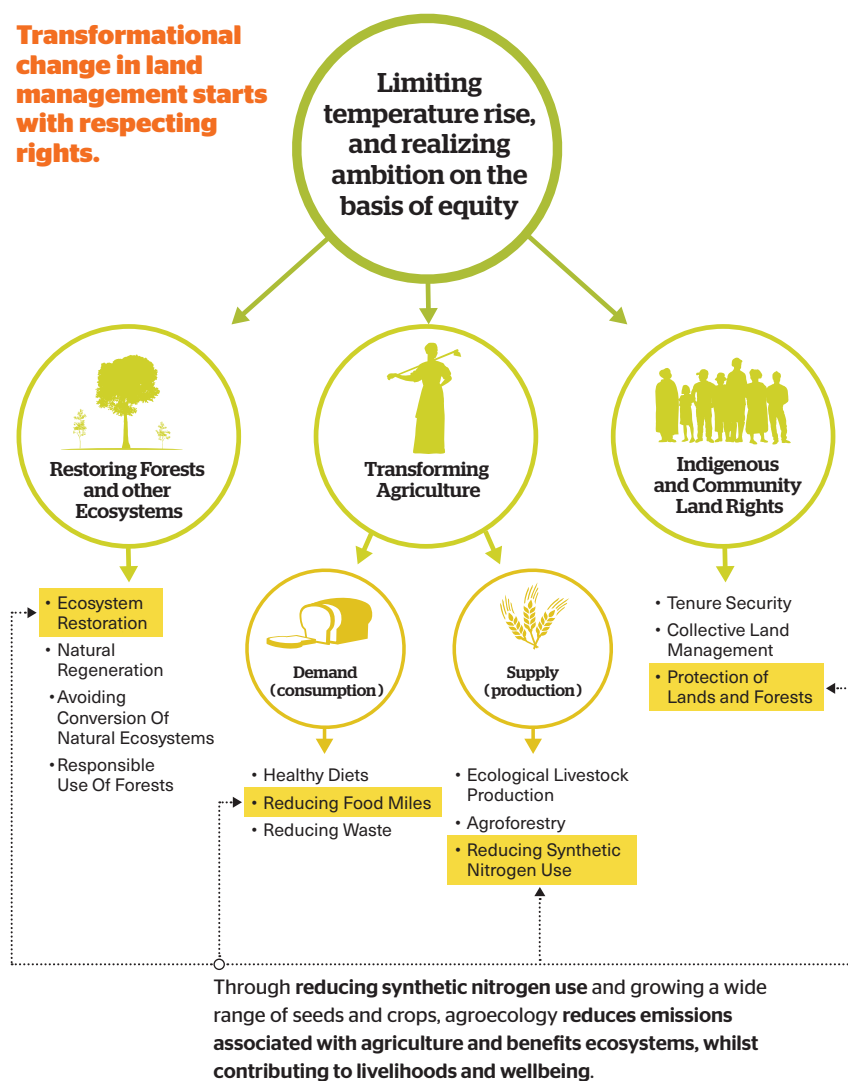 Transformational
change in land
management starts
with respecting
rights.
Limiting
temperature rise,
and realizing
ambition on the
basis of equity
Restoring Forests
and other
Ecosystems
Transforming
Agriculture
Indigenous
and Community
Land Rights
• Ecosystem
Restoration
• Natural
Regeneration
• Avoiding
Conversion Of
Natural Ecosystems
• Responsible
Use Of Forests
Demand
(consumption)
Supply
(production)
• Tenure Security
• Collective Land
Management
• Protection of
Lands and Forests
• Healthy Diets
• Reducing Food Miles
• Reducing Waste
• Ecological Livestock
Production
• Agroforestry
• Reducing Synthetic
Nitrogen Use
Through reducing synthetic nitrogen use and growing a wide
range of seeds and crops, agroecology reduces emissions
associated with agriculture and benefits ecosystems, whilst
contributing to livelihoods and wellbeing.